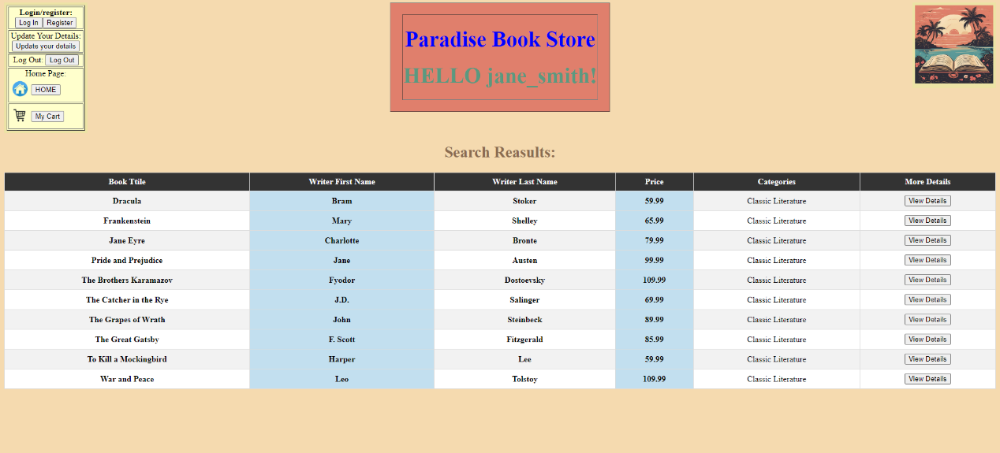 Login/register:
Log In Register
Update Your Details:
Update your details
Log Out: Log Out
Home Page:
HOME
My Cart
Paradise Book Store
HELLO jane_smith!
Search Reasults:
Book Ttile Writer First Name Writer Last Name Price Categories More Details
Dracula Bram Stoker 59.99 Classic Literature View Details
Frankenstein Mary Shelley 65.99 Classic Literature View Details
Jane Eyre Charlotte Bronte 79.99 Classic Literature View Details
Pride and Prejudice Jane Austen 99.99 Classic Literature View Details
The Brothers Karamazov Fyodor Dostoevsky 109.99 Classic Literature View Details
The Catcher in the Rye J.D. Salinger 69.99 Classic Literature View Details
The Grapes of Wrath John Steinbeck 89.99 Classic Literature View Details
The Great Gatsby F. Scott Fitzgerald 85.99 Classic Literature View Details
To Kill a Mockingbird Harper Lee 59.99 Classic Literature View Details
War and Peace Leo Tolstoy 109.99 Classic Literature View Details